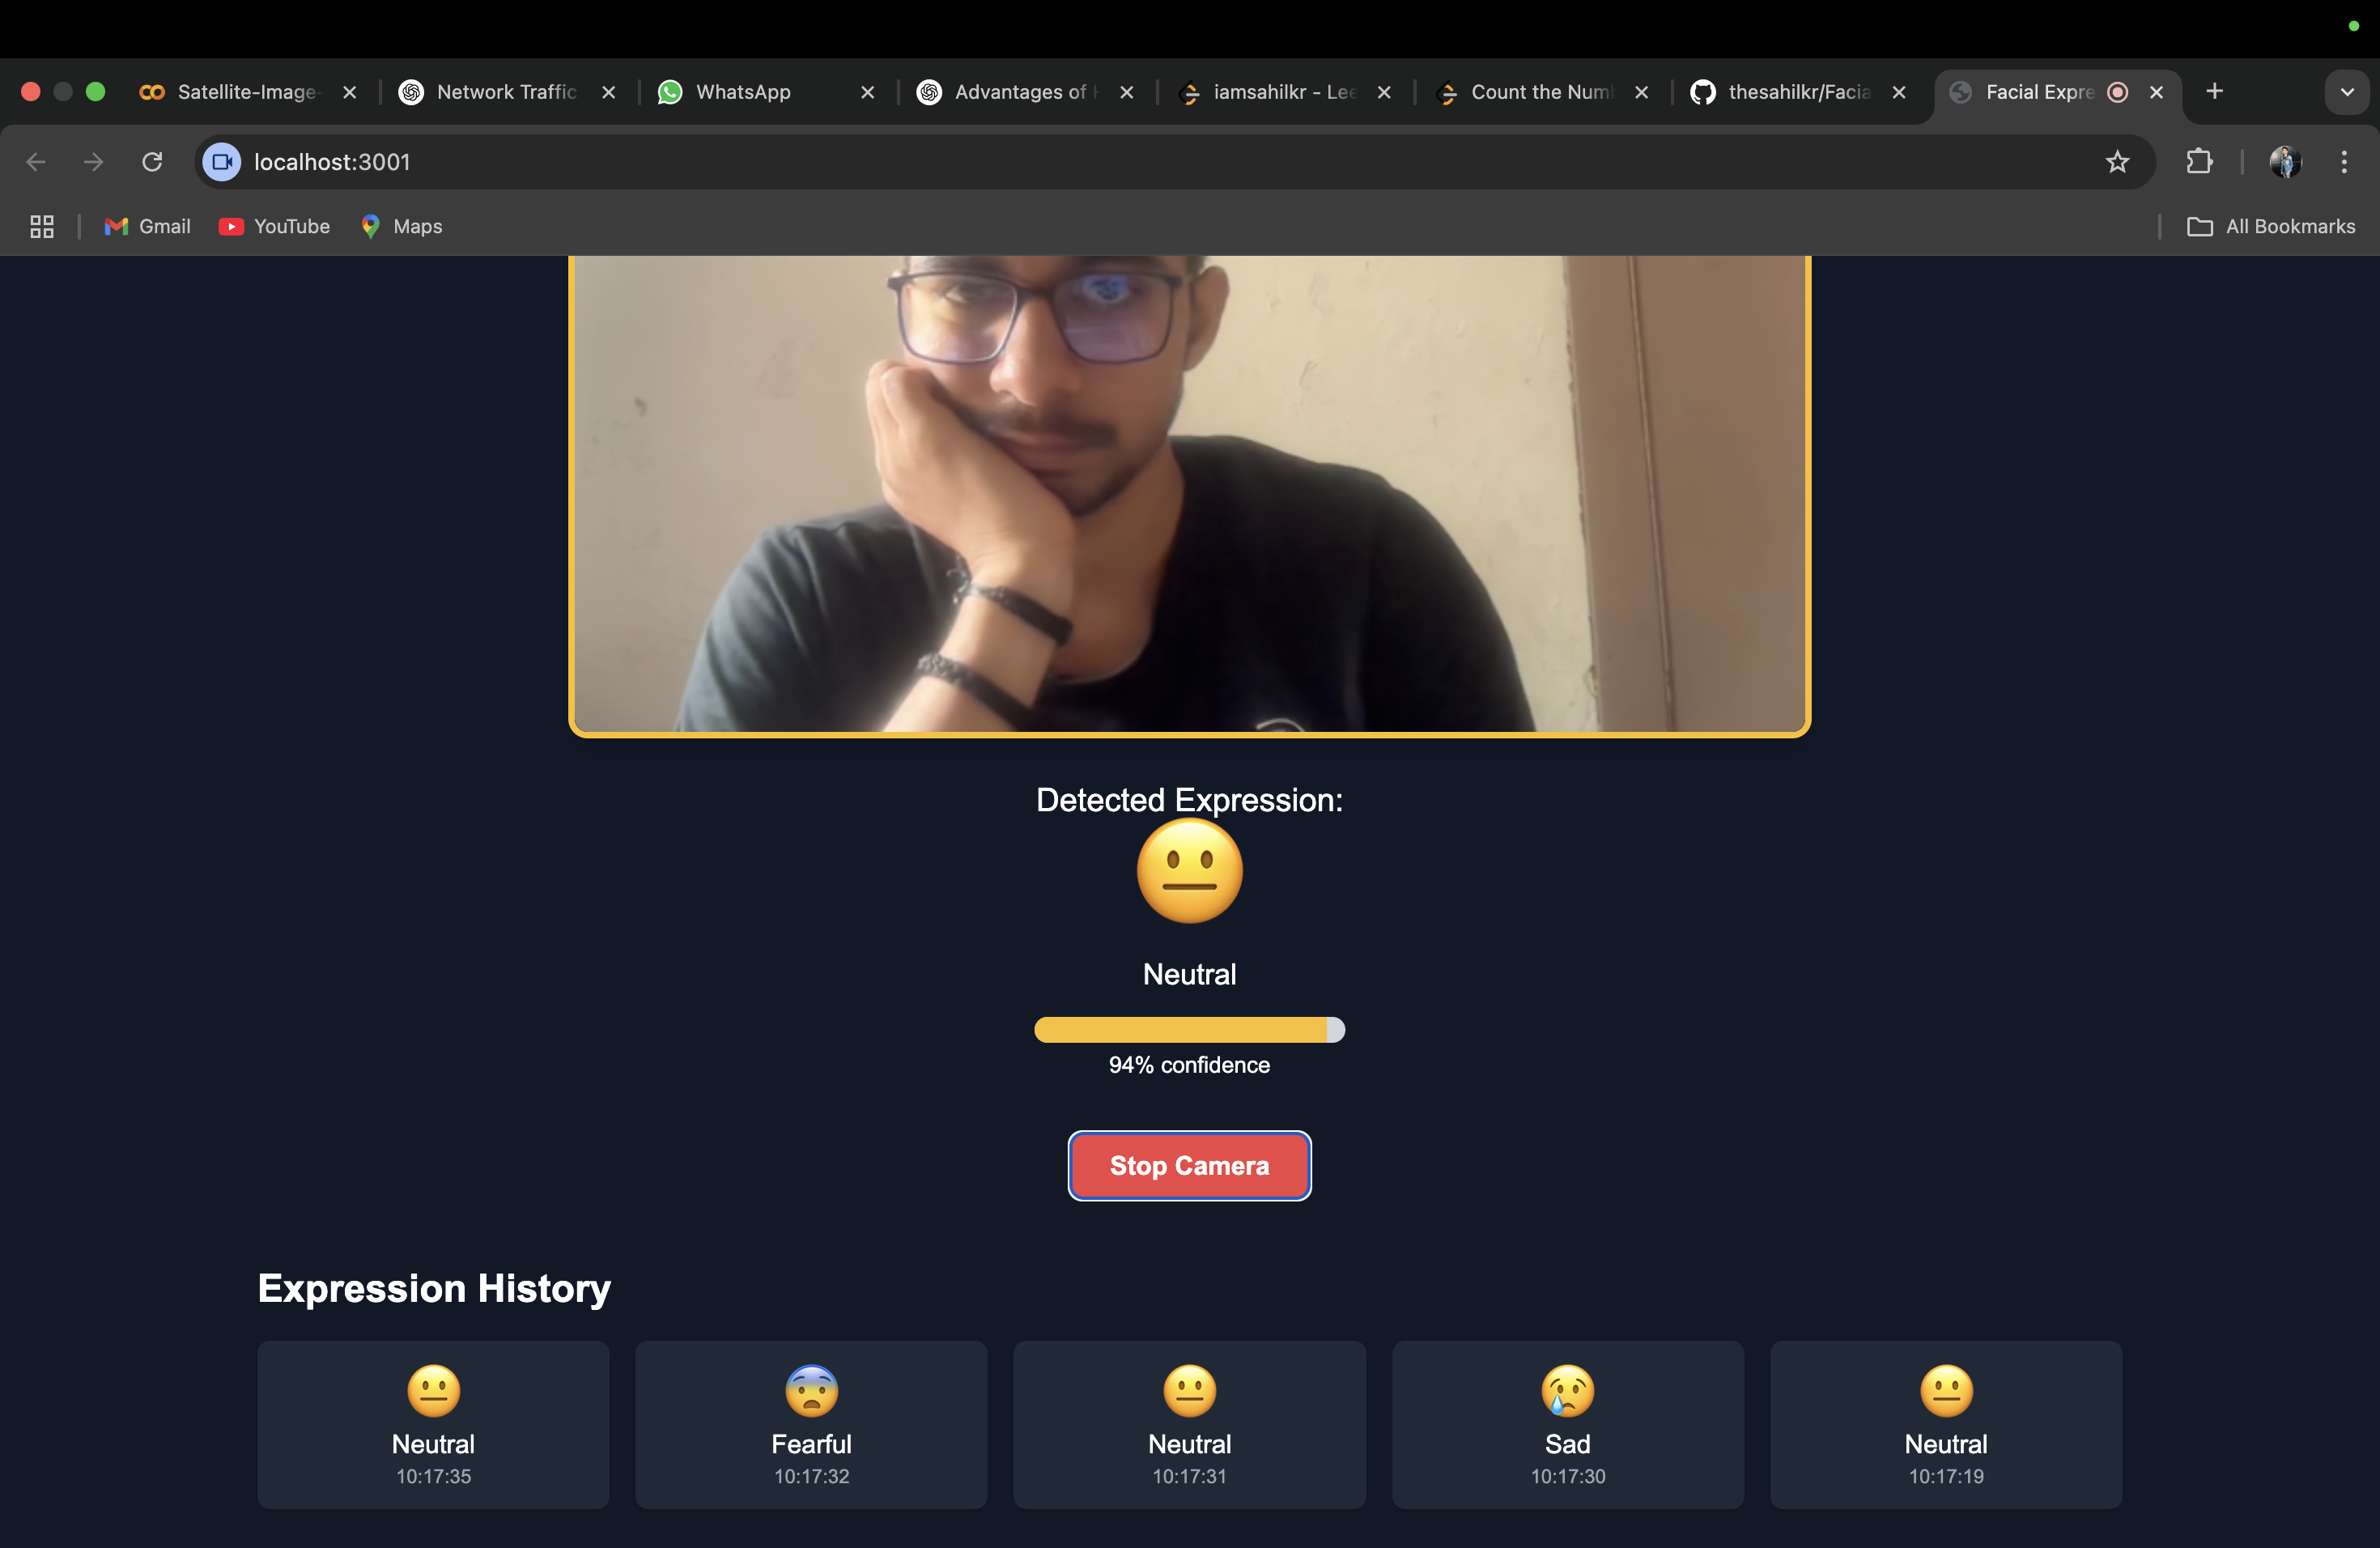 Satellite-Image-
Network Traffic
WhatsApp
Advantages of H
iamsahilkr - Lee
Count the Num
thesahilkr/Facia
Facial Expre
localhost:3001
Gmail
YouTube
Maps
All Bookmarks
Detected Expression:
Neutral
94% confidence
Stop Camera
Expression History
Neutral
10:17:35
Fearful
10:17:32
Neutral
10:17:31
Sad
10:17:30
Neutral
10:17:19